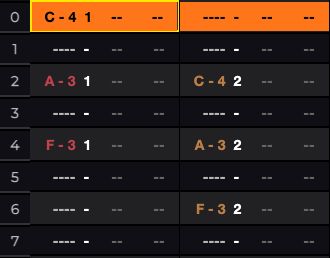 0 C - 4 1 -- -- ---- -- --
1 ---- - -- -- ---- - -- --
2 A - 3 1 -- -- C - 4 2 -- --
3 ---- - -- -- ---- - -- --
4 F - 3 1 -- -- A - 3 2 -- --
5 ---- - -- -- ---- - -- --
6 ---- - -- -- F - 3 2 -- --
7 ---- - -- -- ---- - -- --